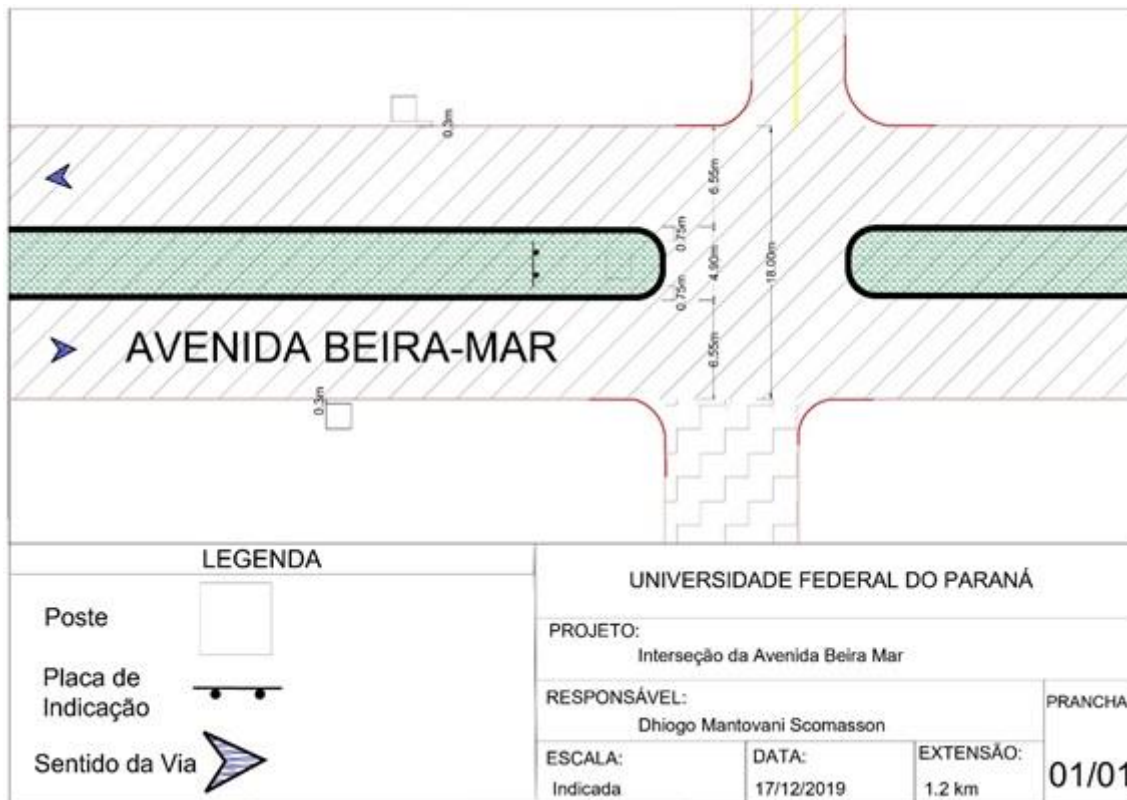 0.3m
6.55m
0.75m
4.90m
18.00m
0.75m
6.55m
AVENIDA BEIRA-MAR
0.3m
LEGENDA
Poste
Placa de
Indicação
Sentido da Via
UNIVERSIDADE FEDERAL DO PARANÁ
PROJETO:
Interseção da Avenida Beira Mar
RESPONSÁVEL:
Dhiogo Mantovani Scomasson
PRANCHA
01/01
ESCALA:
Indicada
DATA:
17/12/2019
EXTENSÃO:
1.2 km